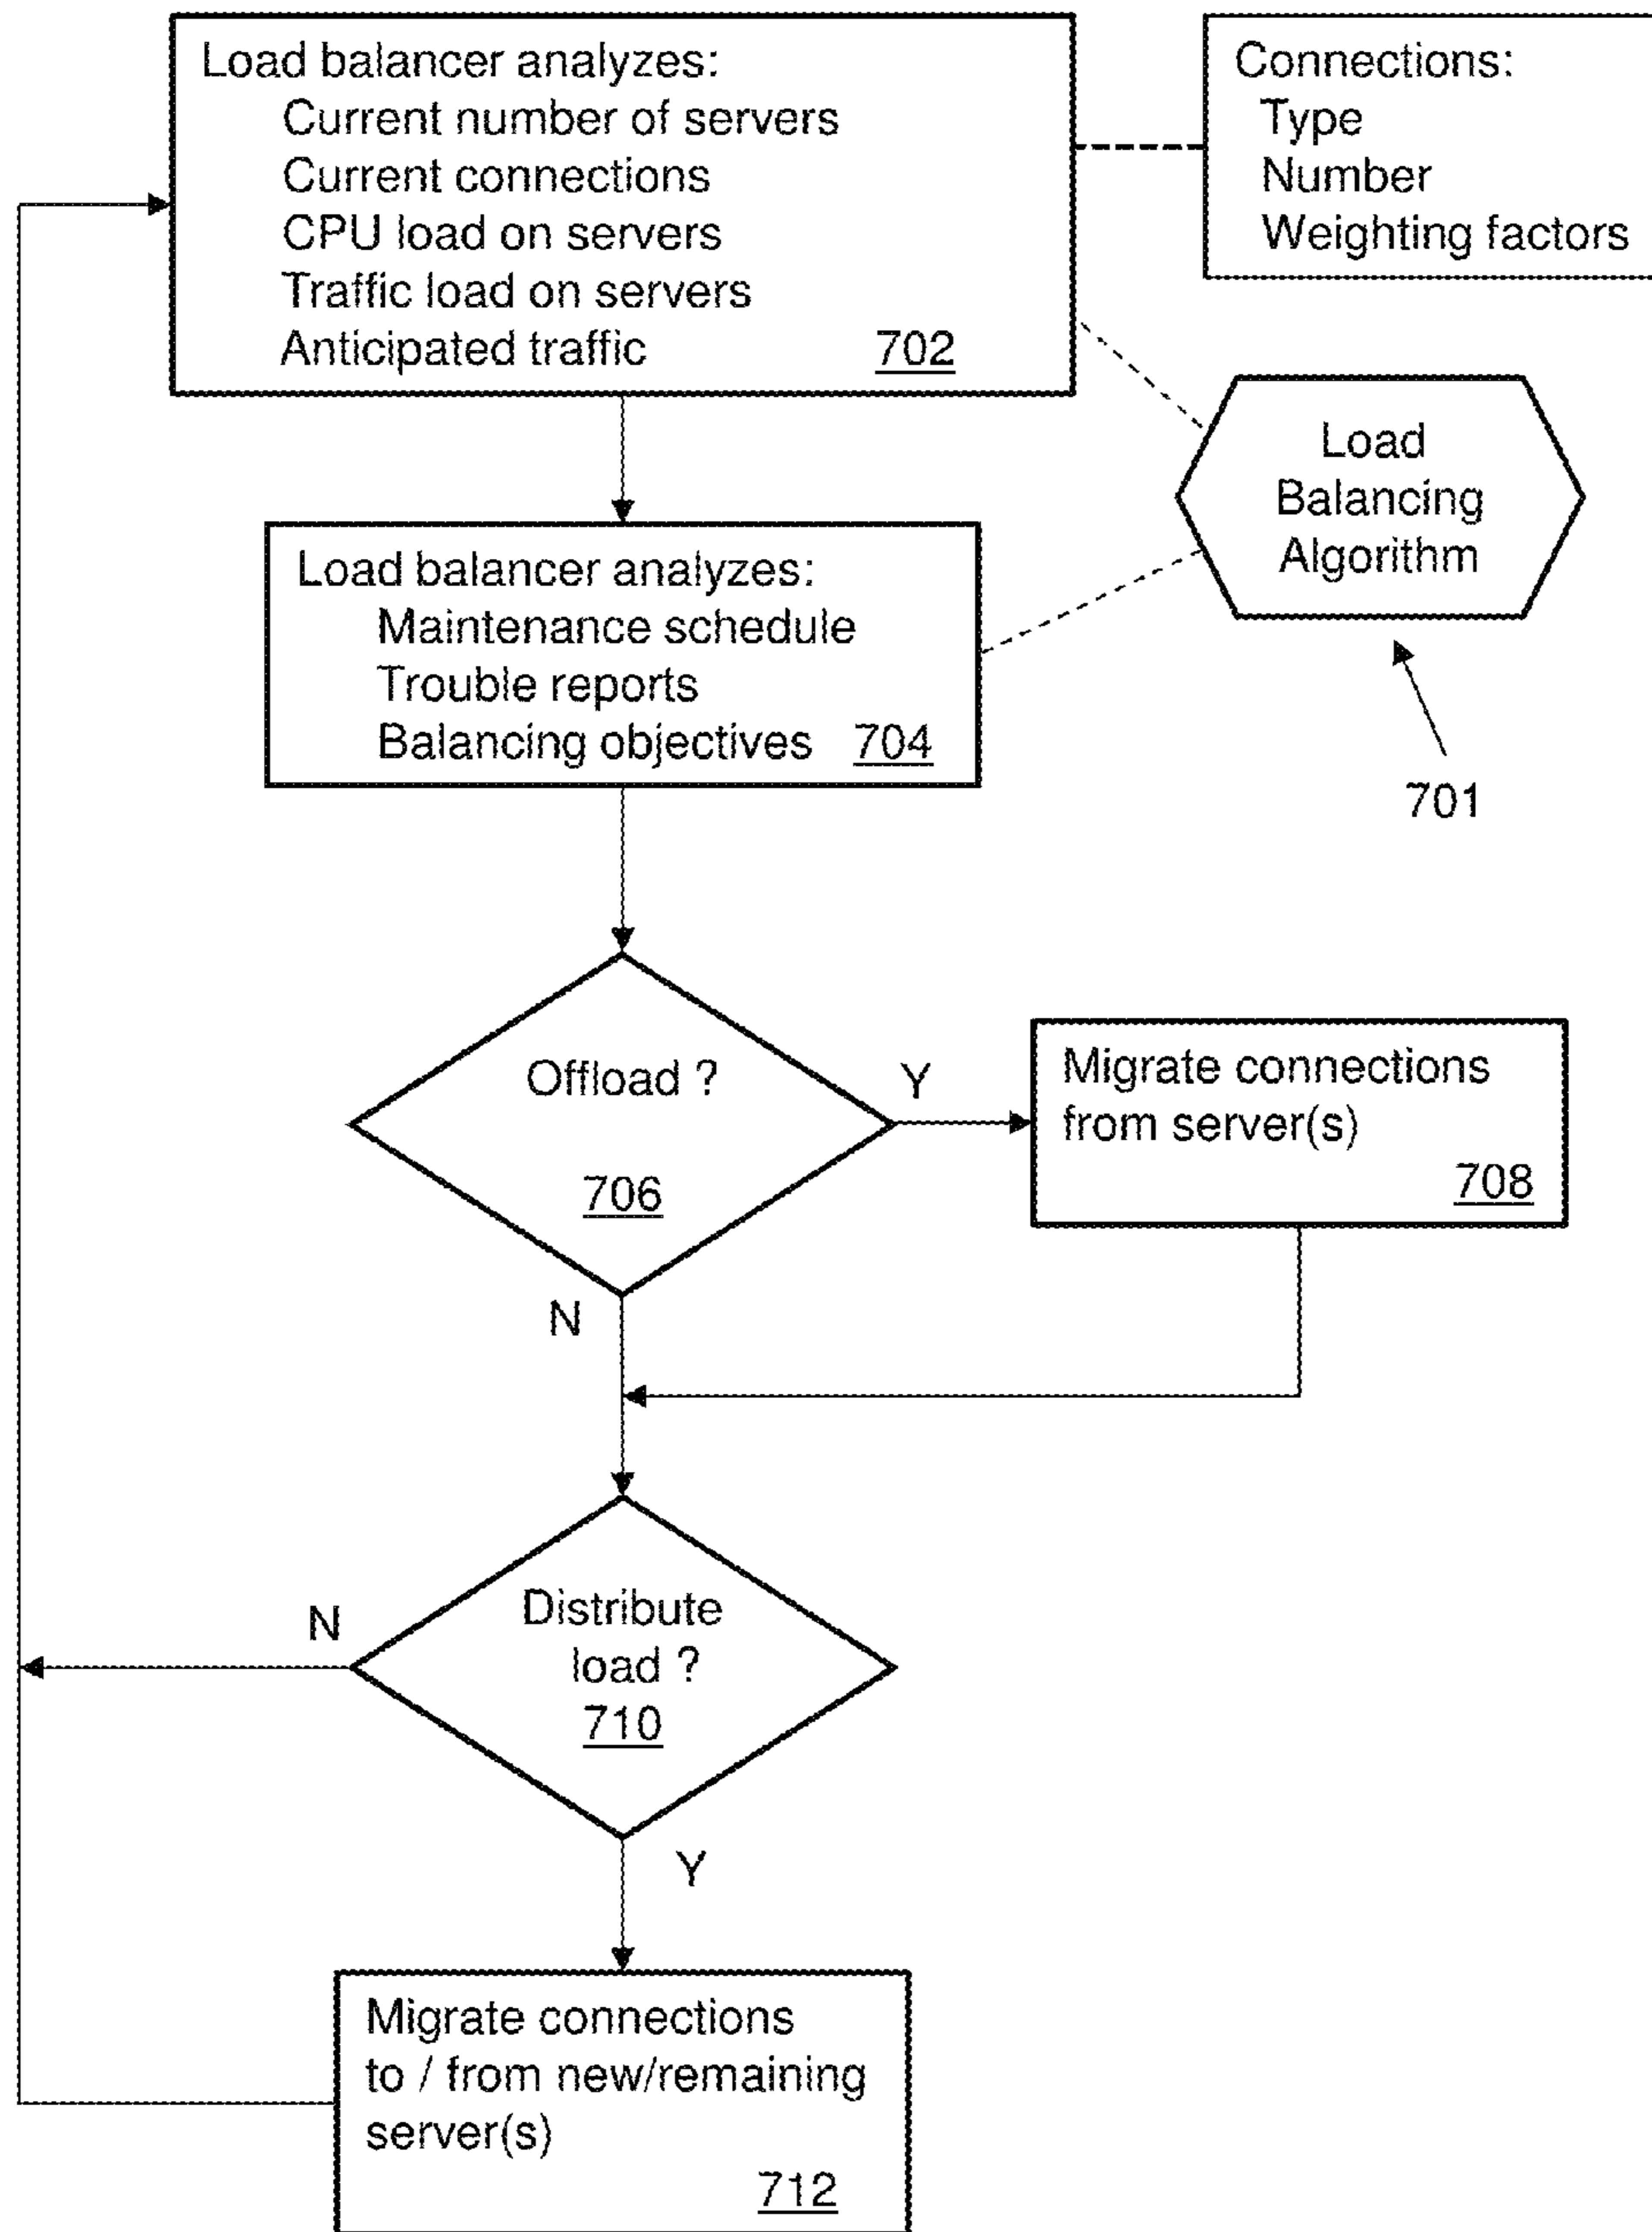 Load balancer analyzes:
Current number of servers
Current connections
CPU load on servers
Traffic load on servers
Anticipated traffic 702
Connections:
Type
Number
Weighting factors
Load
Balancing
Algorithm
701
Load balancer analyzes:
Maintenance schedule
Trouble reports
Balancing objectives 704
Offload ?
706
Y
N
Migrate connections
from server(s)
708
Distribute
load ?
710
N
Y
Migrate connections
to / from new/remaining
server(s)
712